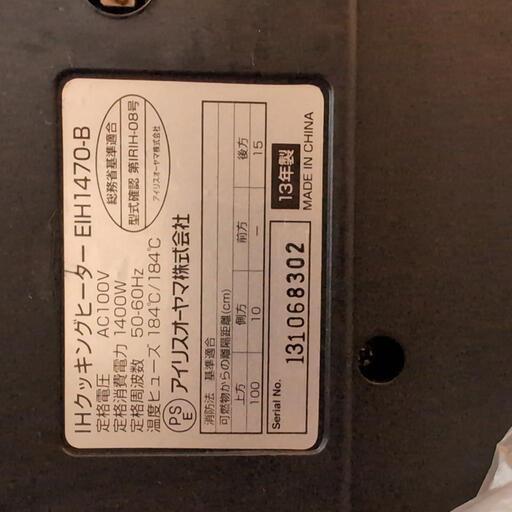 IHクッキングヒーター EIH1470-B
定格電圧 AC100V
定格消費電力 1400W
定格周波数 50-60Hz
温度ヒューズ 184℃/184℃
総務省基準適合
型式確認 第IRIH-08号
アイリスオーヤマ株式会社
PS
E
アイリスオーヤマ株式会社
消防法 基準適合
可燃物からの離隔距離(cm)
上方 側方 前方 後方
100 10 — 15
13年製
MADE IN CHINA
Serial No. 131068302